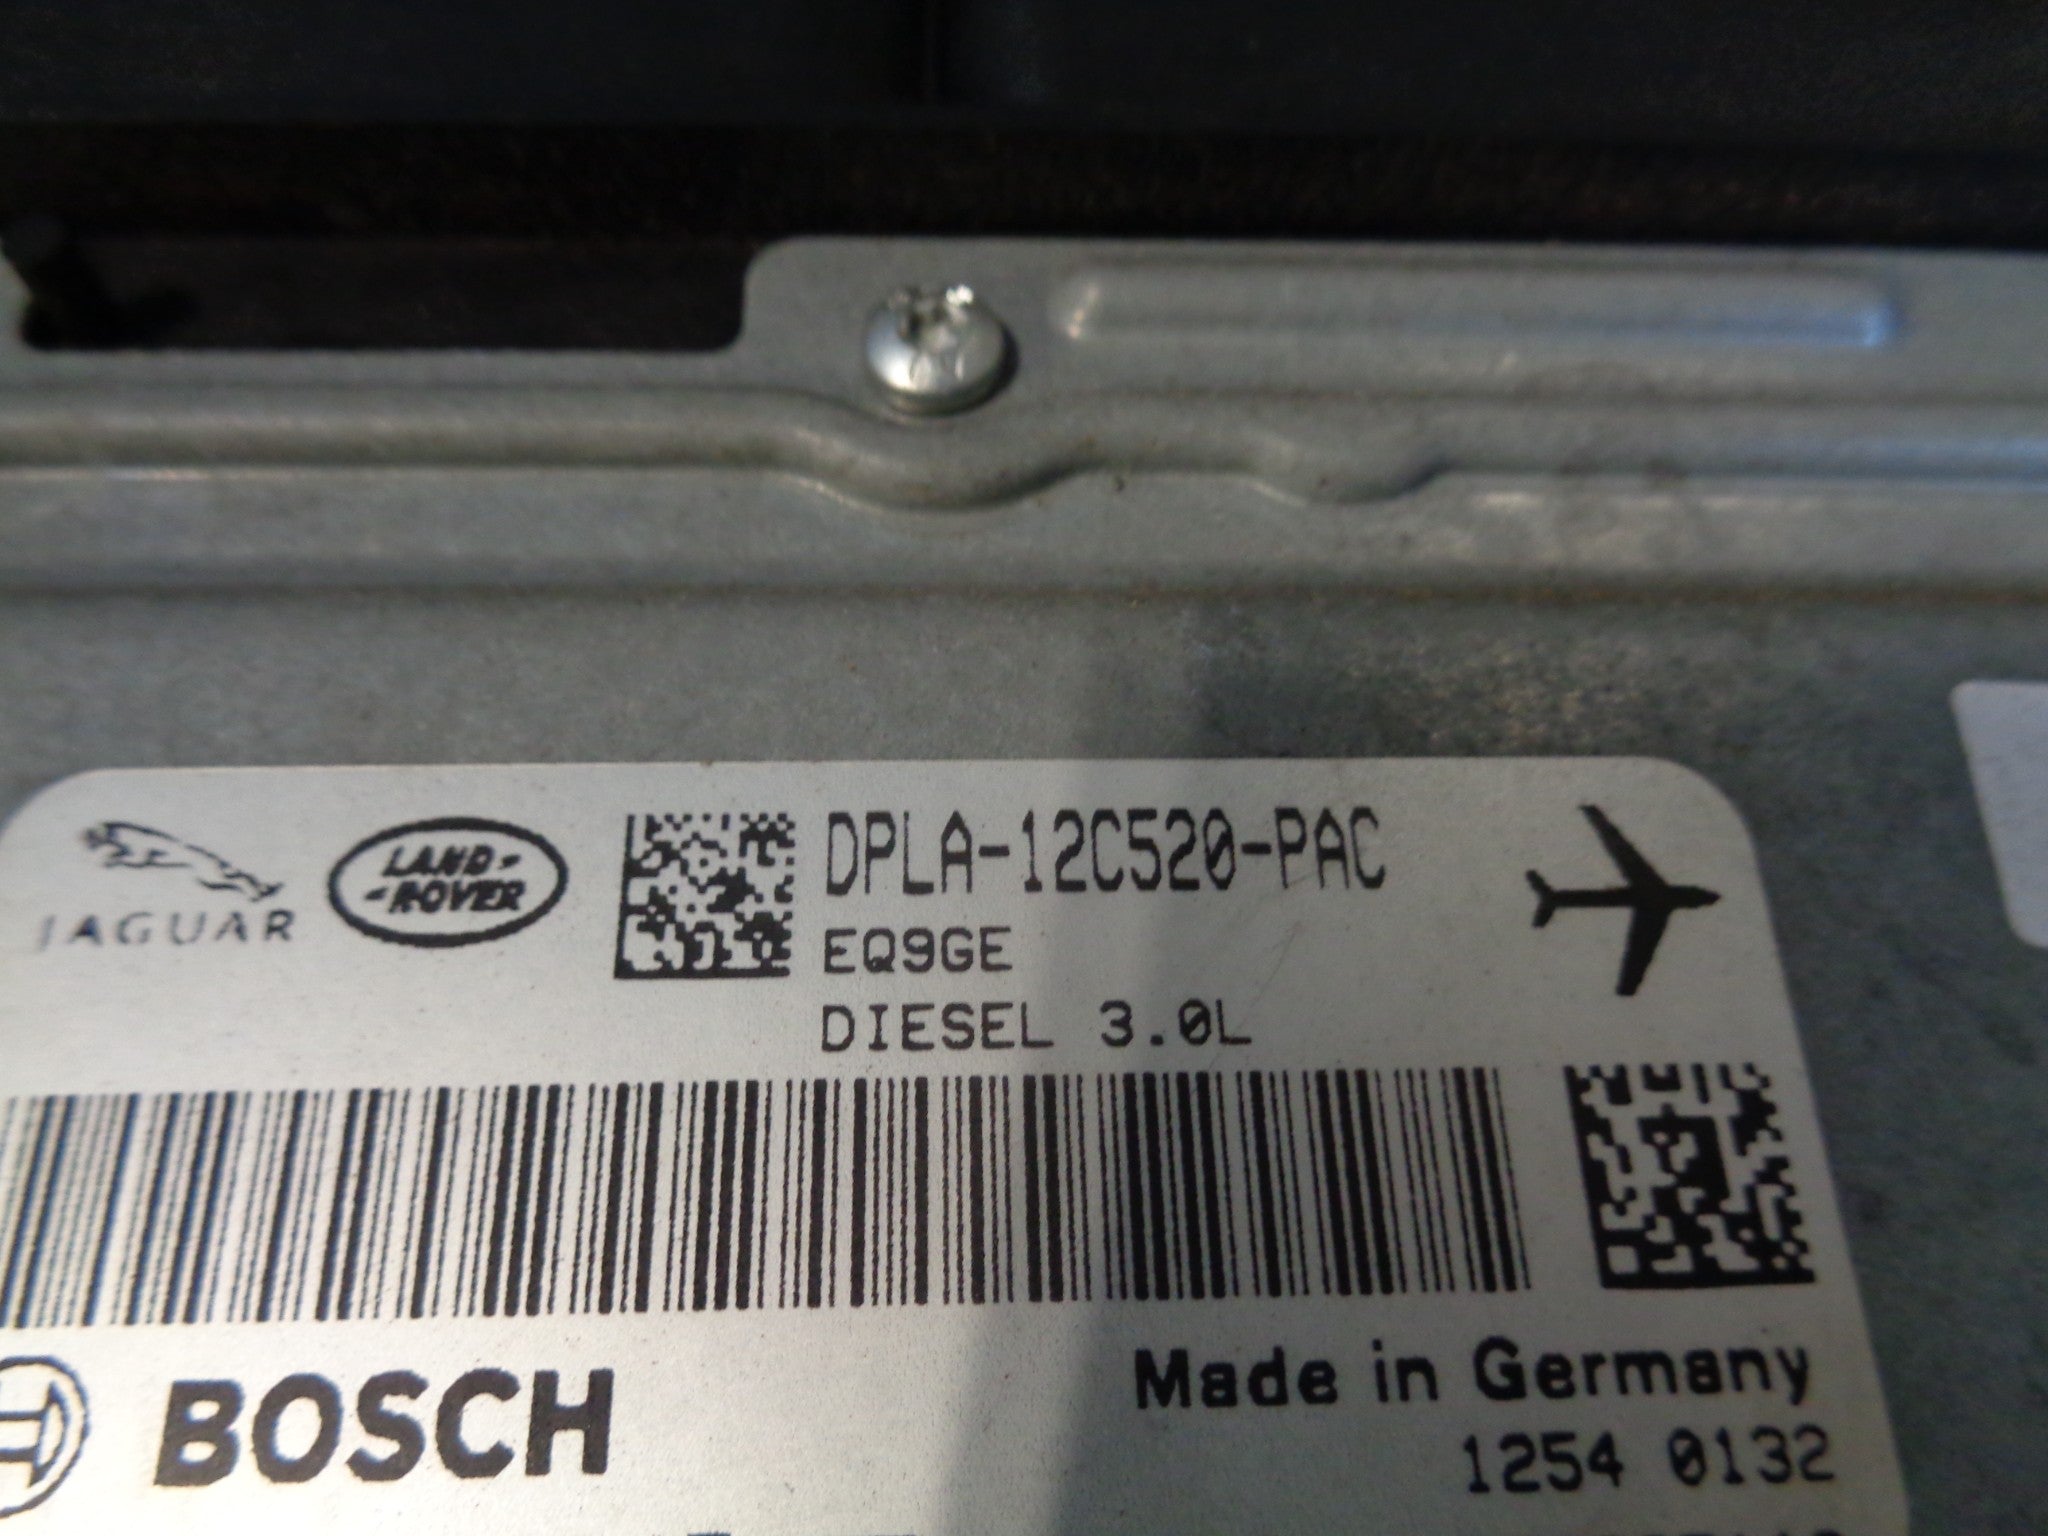 JAGUAR
LAND-
-ROVER
DPLA-12C520-PAC
EQ9GE
DIESEL 3.0L
BOSCH
Made in Germany
1254 0132